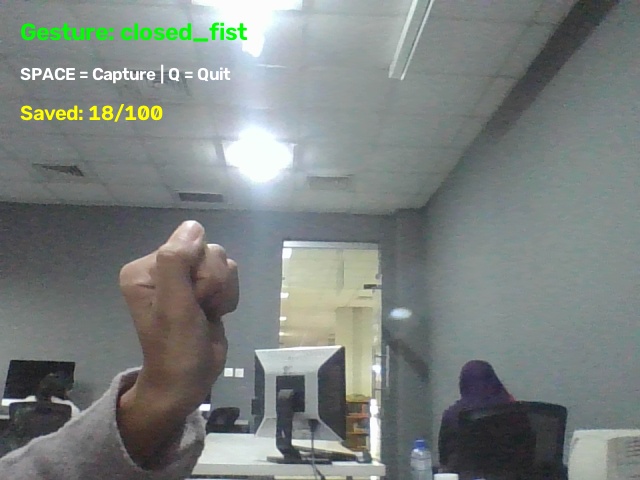 Gesture: closed_fist
SPACE = Capture | Q = Quit
Saved: 18/100